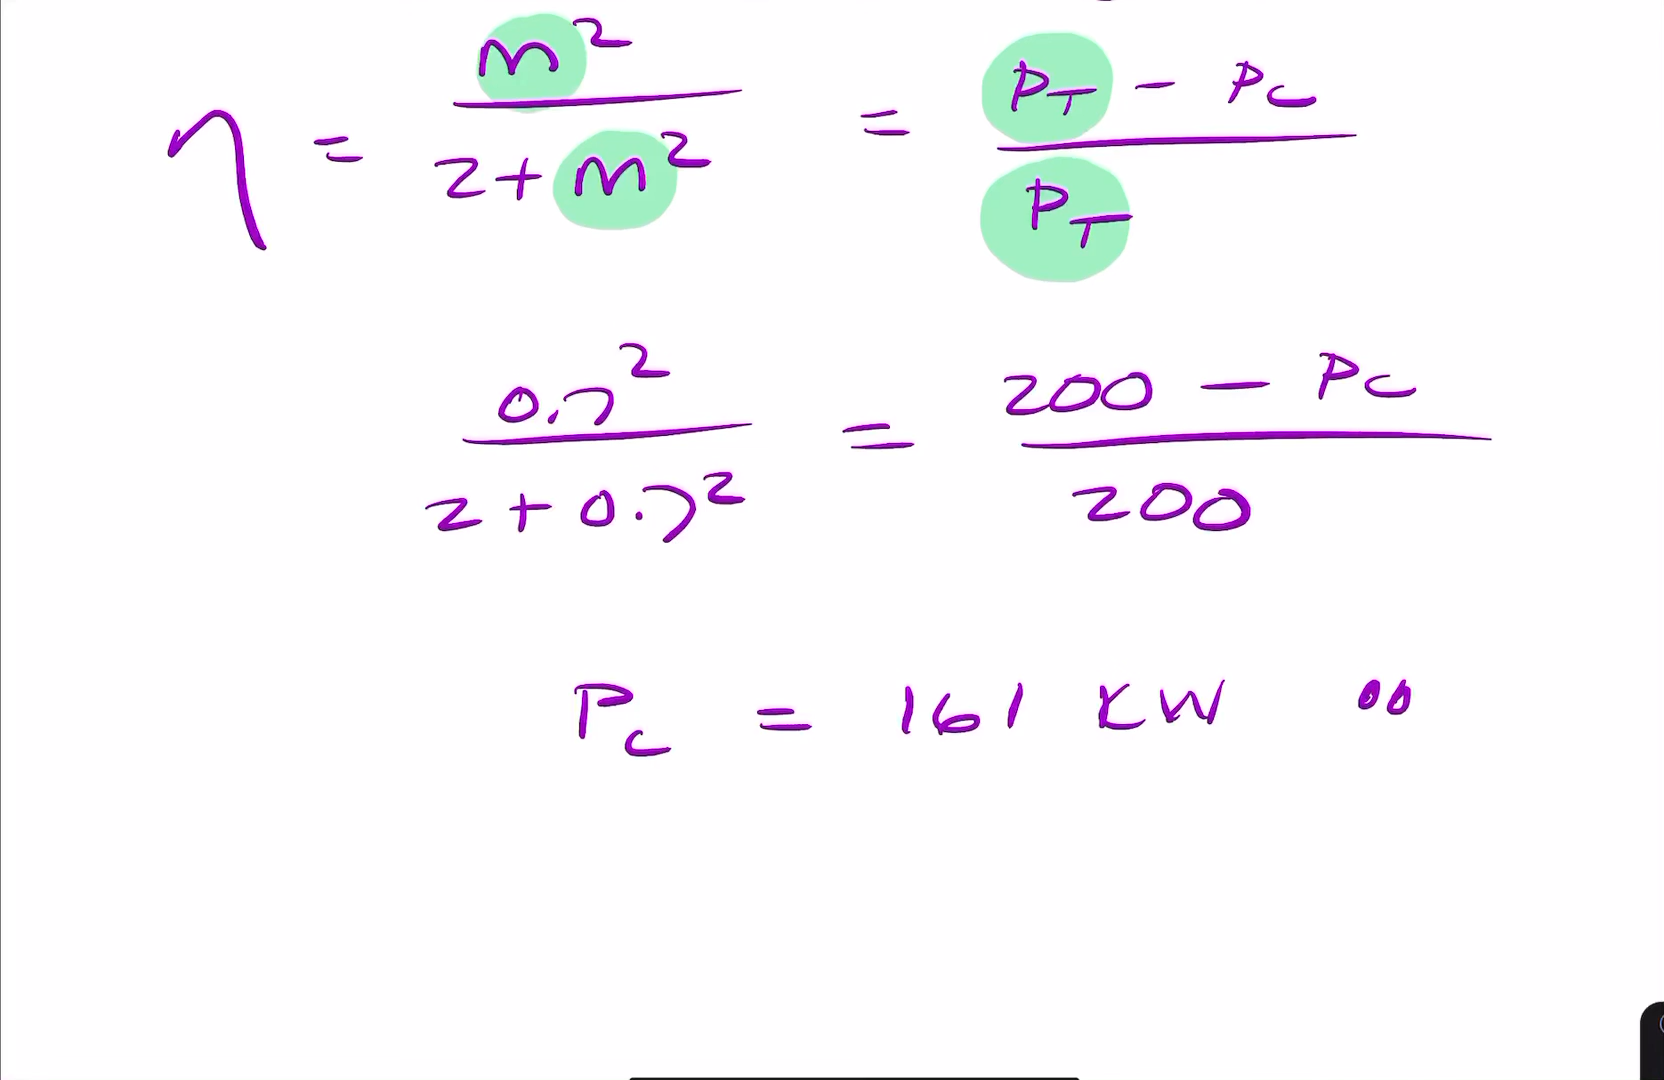 η = m² / 2 + m² = P_T - P_C / P_T
0.7² / 2 + 0.7² = 200 - P_C / 200
P_C = 161 KW